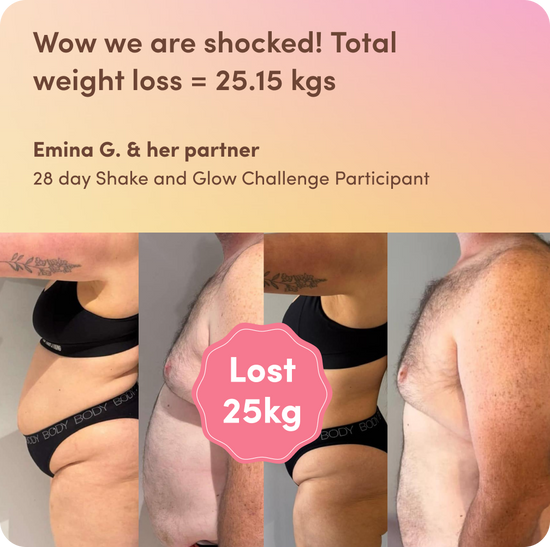 Wow we are shocked! Total
weight loss = 25.15 kgs
Emina G. & her partner
28 day Shake and Glow Challenge Participant
Lost
25kg
BODY BODY BODY
BODY